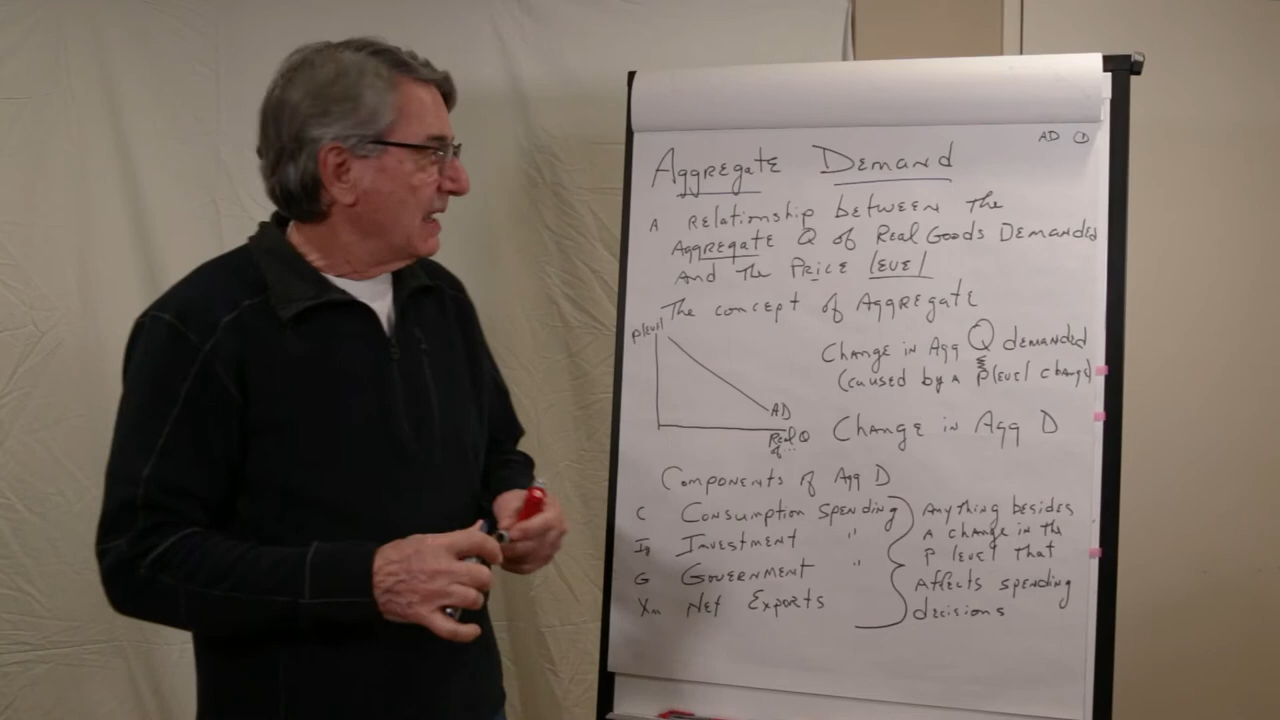 AD ①
Aggregate Demand
A Relationship between the
Aggregate Q of Real Goods Demanded
And the Price level
The concept of Aggregate
Plevel
Change in Agg Q demanded
(caused by a Plevel change)
AD
Real Q
of...
Change in Agg D
Components of Agg D
C Consumption Spending
Ig Investment "
G Government "
Xn Net Exports
Anything besides
A change in the
P level that
Affects spending
decisions